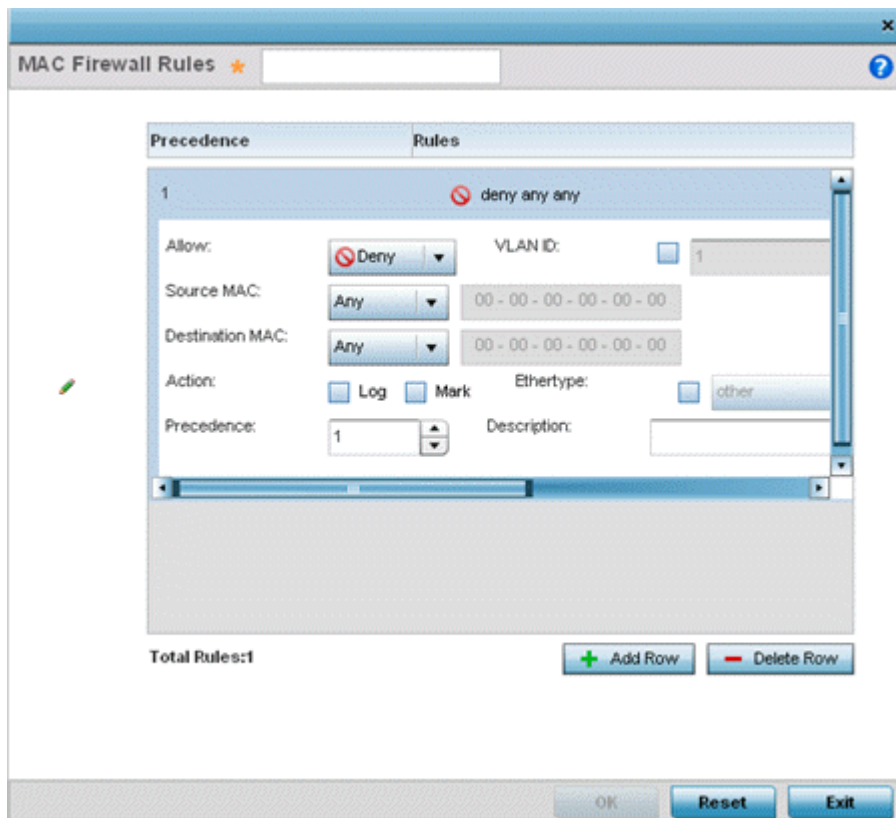 MAC Firewall Rules *
Precedence Rules
1 deny any any
Allow: Deny VLAN ID: 1
Source MAC: Any 00 - 00 - 00 - 00 - 00 - 00
Destination MAC: Any 00 - 00 - 00 - 00 - 00 - 00
Action: Log Mark Ethertype: other
Precedence: 1 Description:
Total Rules:1 + Add Row − Delete Row
OK Reset Exit